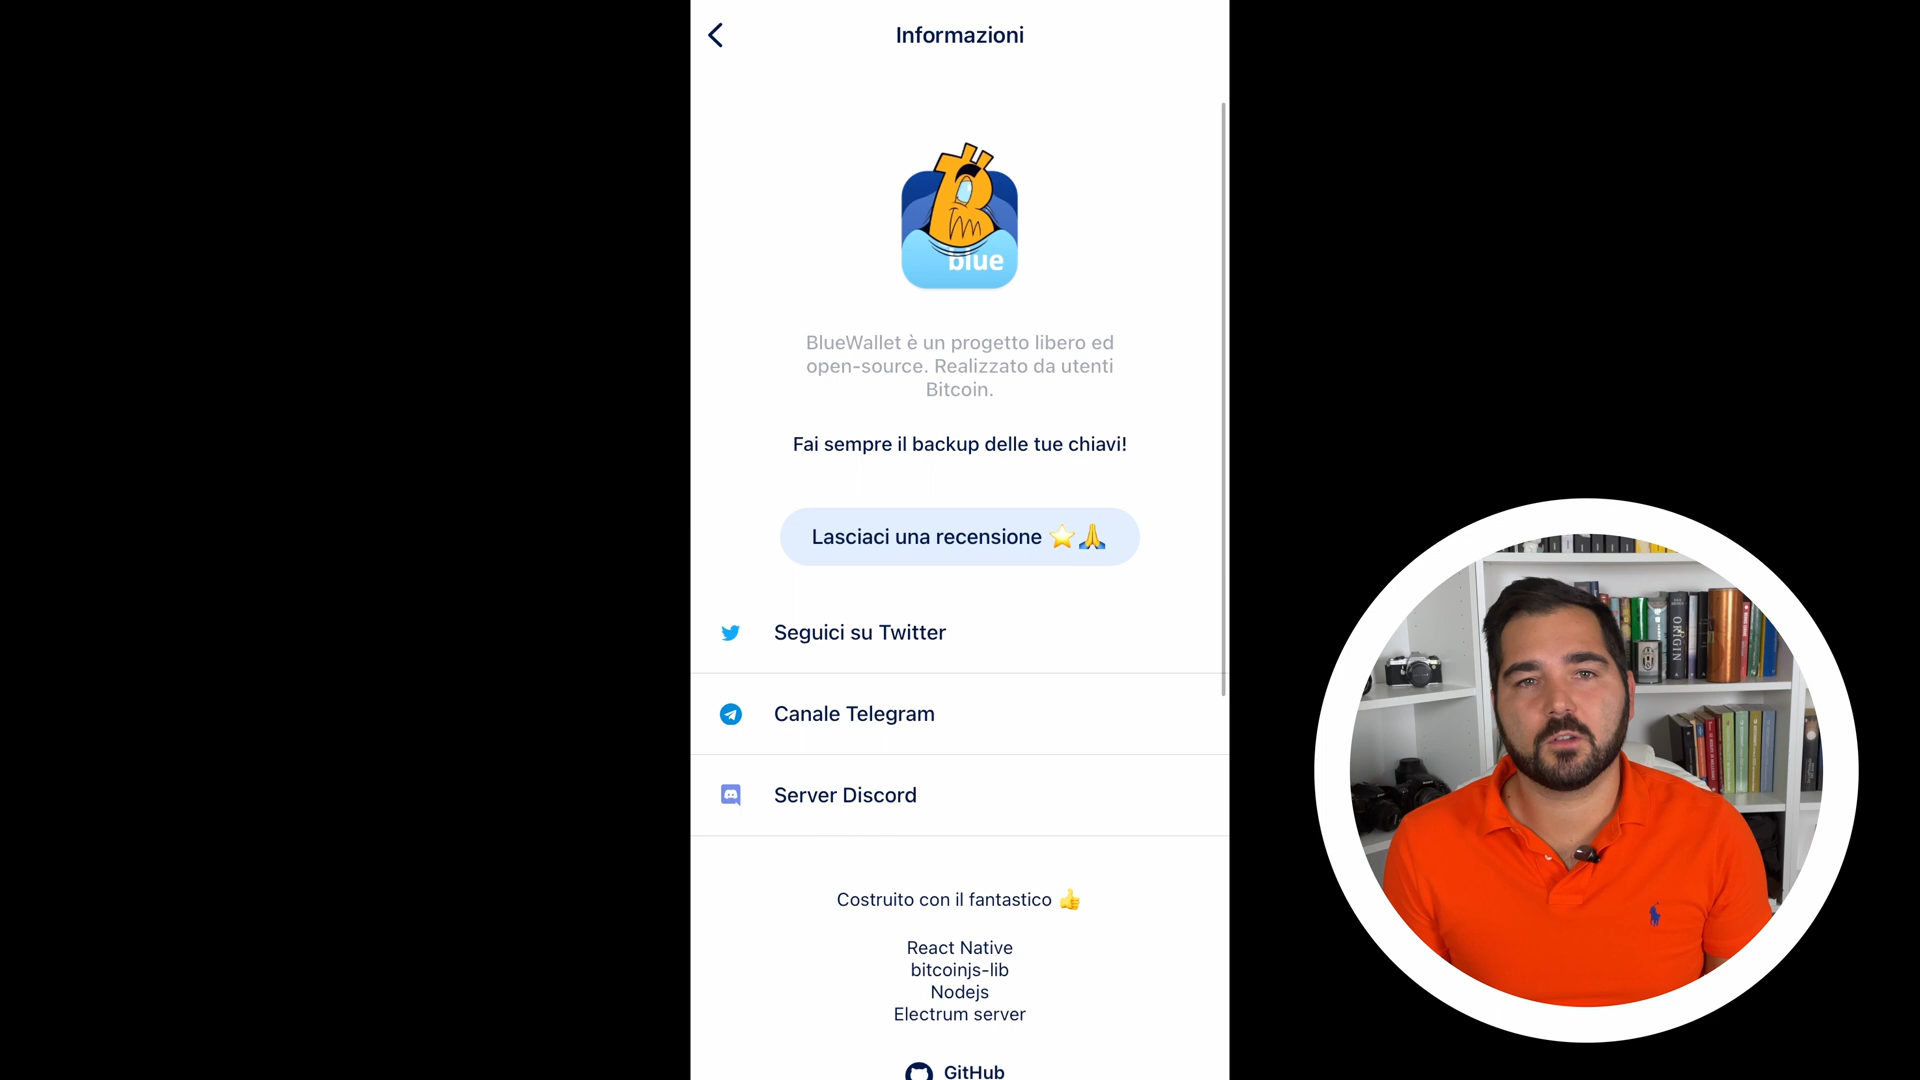 Informazioni
blue
BlueWallet è un progetto libero ed
open-source. Realizzato da utenti
Bitcoin.
Fai sempre il backup delle tue chiavi!
Lasciaci una recensione ⭐🙏
Seguici su Twitter
Canale Telegram
Server Discord
Costruito con il fantastico 👍
React Native
bitcoinjs-lib
Nodejs
Electrum server
GitHub
ORIGIN